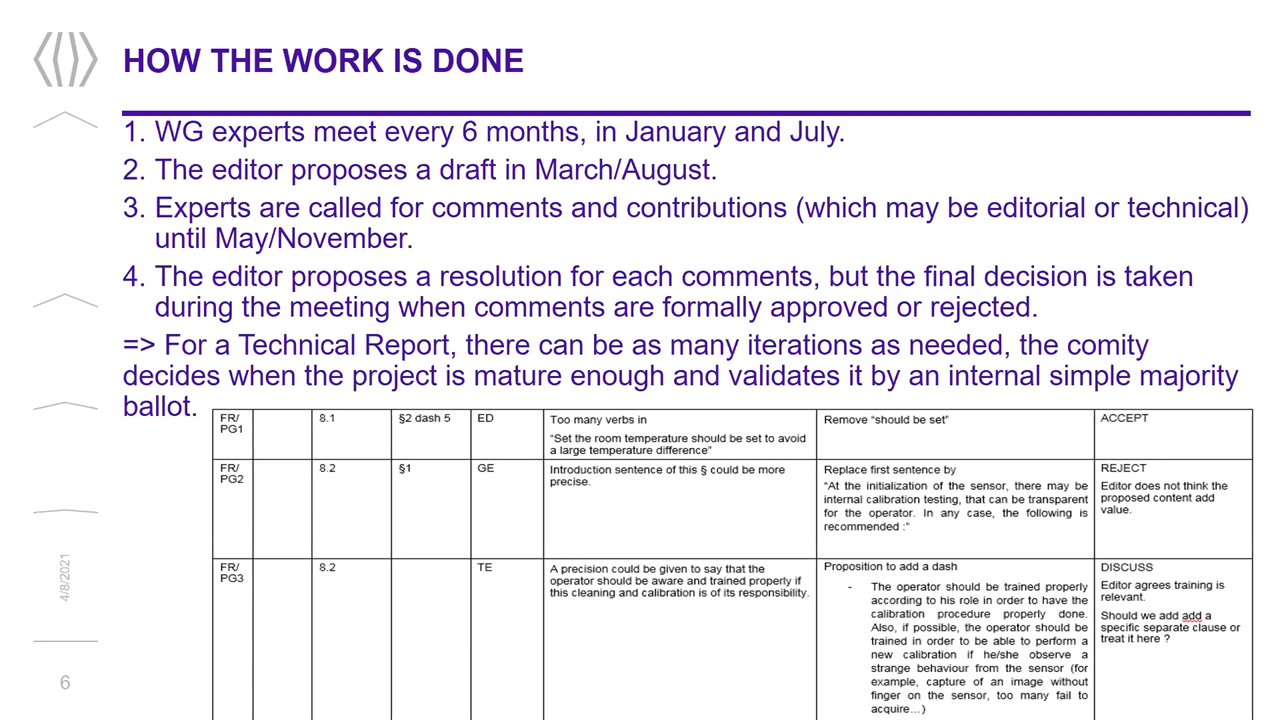 HOW THE WORK IS DONE
1. WG experts meet every 6 months, in January and July.
2. The editor proposes a draft in March/August.
3. Experts are called for comments and contributions (which may be editorial or technical)
until May/November.
4. The editor proposes a resolution for each comments, but the final decision is taken
during the meeting when comments are formally approved or rejected.
=> For a Technical Report, there can be as many iterations as needed, the comity
decides when the project is mature enough and validates it by an internal simple majority
ballot.
FR/
PG1
8.1
§2 dash 5
ED
Too many verbs in
“Set the room temperature should be set to avoid
a large temperature difference”
Remove “should be set”
ACCEPT
FR/
PG2
8.2
§1
GE
Introduction sentence of this § could be more
precise.
Replace first sentence by
“At the initialization of the sensor, there may be
internal calibration testing, that can be transparent
for the operator. In any case, the following is
recommended :”
REJECT
Editor does not think the
proposed content add
value.
FR/
PG3
8.2
TE
A precision could be given to say that the
operator should be aware and trained properly if
this cleaning and calibration is of its responsibility.
Proposition to add a dash
- The operator should be trained properly
according to his role in order to have the
calibration procedure properly done.
Also, if possible, the operator should be
trained in order to be able to perform a
new calibration if he/she observe a
strange behaviour from the sensor (for
example, capture of an image without
finger on the sensor, too many fail to
acquire...)
DISCUSS
Editor agrees training is
relevant.
Should we add add a
specific separate clause or
treat it here ?
4/8/2021
6